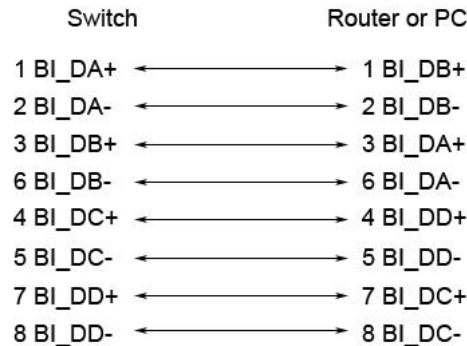 Switch Router or PC
1 BI_DA+ 1 BI_DB+
2 BI_DA- 2 BI_DB-
3 BI_DB+ 3 BI_DA+
6 BI_DB- 6 BI_DA-
4 BI_DC+ 4 BI_DD+
5 BI_DC- 5 BI_DD-
7 BI_DD+ 7 BI_DC+
8 BI_DD- 8 BI_DC-